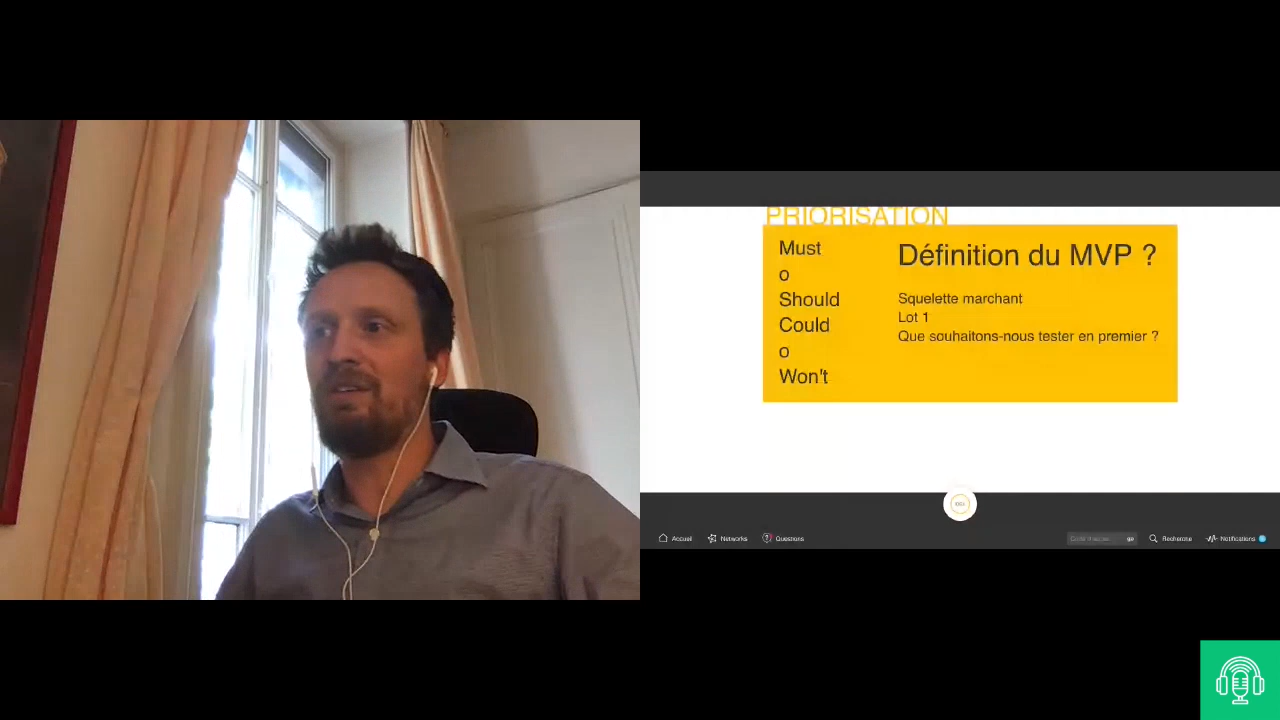 PRIORISATION
Must
o
Should
Could
o
Won't
Définition du MVP ?
Squelette marchant
Lot 1
Que souhaitons-nous tester en premier ?
Accueil
Networks
Questions
go
Recherche
Notifications